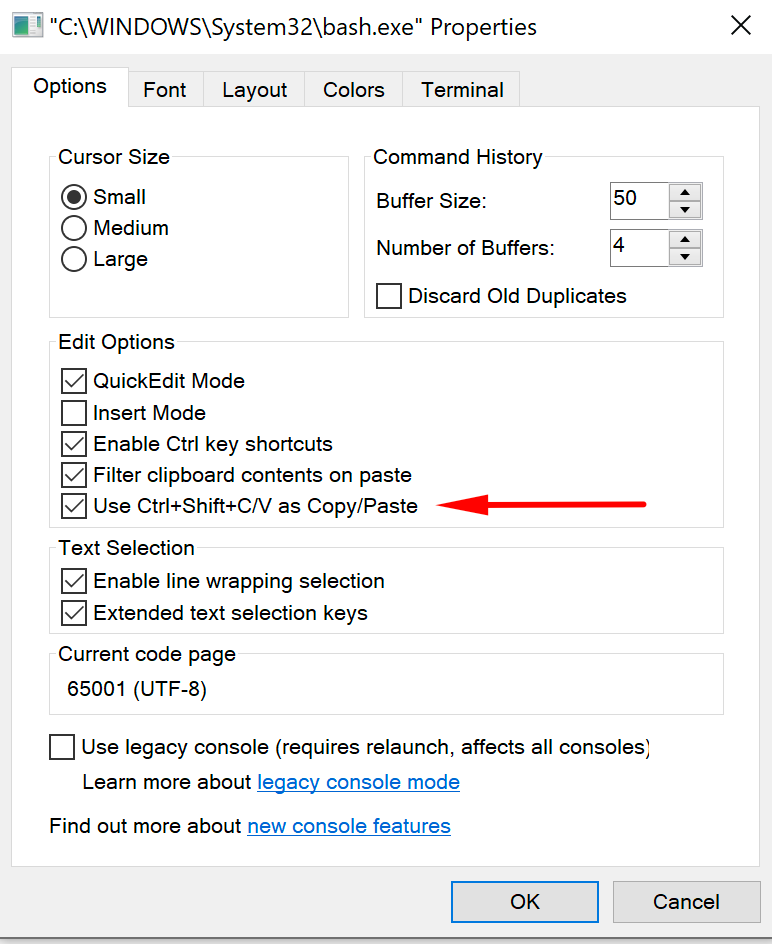 "C:\WINDOWS\System32\bash.exe" Properties
Options Font Layout Colors Terminal
Cursor Size
Small
Medium
Large
Command History
Buffer Size: 50
Number of Buffers: 4
Discard Old Duplicates
Edit Options
QuickEdit Mode
Insert Mode
Enable Ctrl key shortcuts
Filter clipboard contents on paste
Use Ctrl+Shift+C/V as Copy/Paste
Text Selection
Enable line wrapping selection
Extended text selection keys
Current code page
65001 (UTF-8)
Use legacy console (requires relaunch, affects all consoles)
Learn more about legacy console mode
Find out more about new console features
OK Cancel